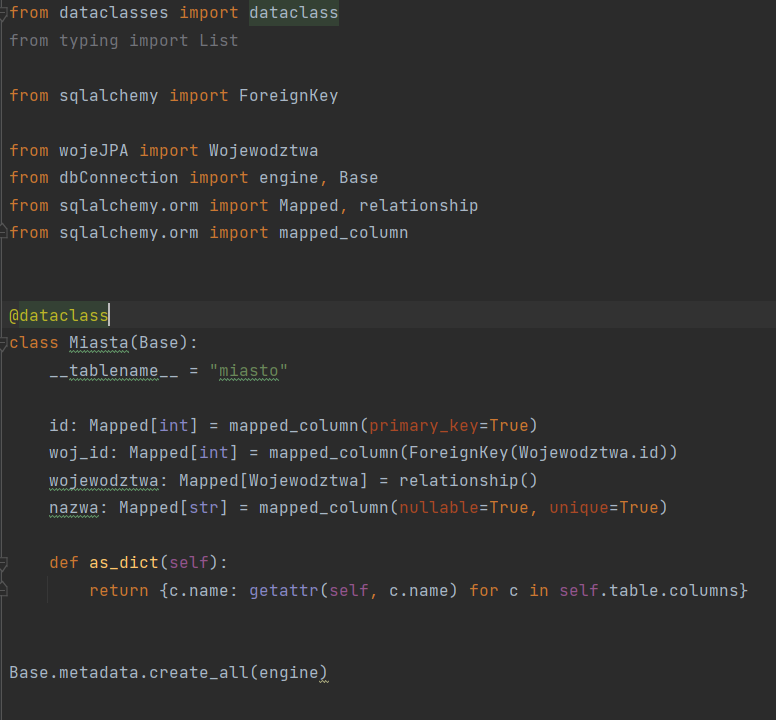 from dataclasses import dataclass
from typing import List
from sqlalchemy import ForeignKey
from wojeJPA import Wojewodztwa
from dbConnection import engine, Base
from sqlalchemy.orm import Mapped, relationship
from sqlalchemy.orm import mapped_column
@dataclass
class Miasta(Base):
    __tablename__ = "miasto"
    id: Mapped[int] = mapped_column(primary_key=True)
    woj_id: Mapped[int] = mapped_column(ForeignKey(Wojewodztwa.id))
    wojewodztwa: Mapped[Wojewodztwa] = relationship()
    nazwa: Mapped[str] = mapped_column(nullable=True, unique=True)
    def as_dict(self):
        return {c.name: getattr(self, c.name) for c in self.table.columns}
Base.metadata.create_all(engine)